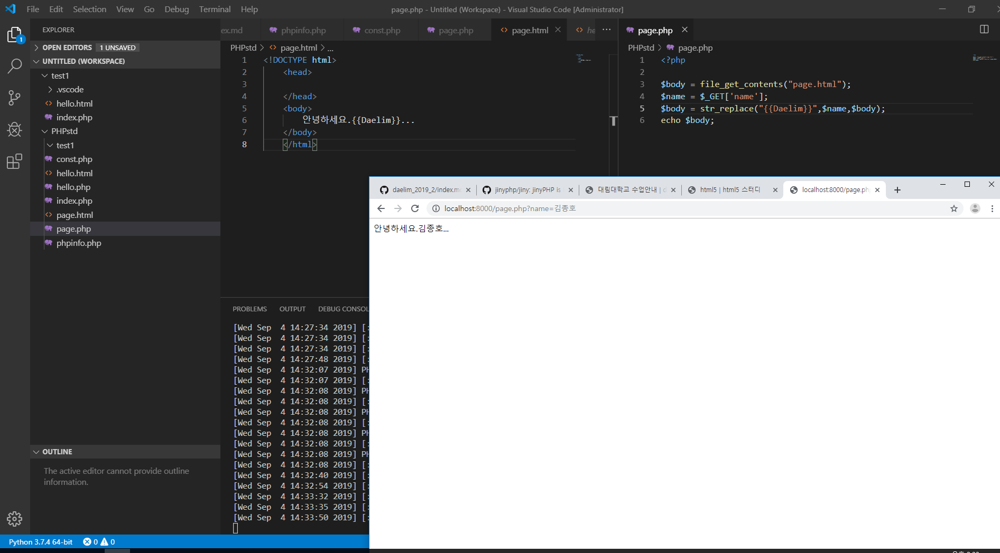 File Edit Selection View Go Debug Terminal Help
page.php - Untitled (Workspace) - Visual Studio Code [Administrator]
EXPLORER
OPEN EDITORS 1 UNSAVED
UNTITLED (WORKSPACE)
test1
.vscode
hello.html
index.php
PHPstd
test1
const.php
hello.html
hello.php
index.php
page.html
page.php
phpinfo.php
OUTLINE
The active editor cannot provide outline
information.
ex.md phpinfo.php const.php page.php page.html he ...
PHPstd > page.html > ...
1 <!DOCTYPE html>
2 <head>
3
4 </head>
5 <body>
6 안녕하세요.{{Daelim}}...
7 </body>
8 </html>
page.php
PHPstd > page.php
1 <?php
2
3 $body = file_get_contents("page.html");
4 $name = $_GET['name'];
5 $body = str_replace("{{Daelim}}",$name,$body);
6 echo $body;
daelim_2019_2/index.m
jinyphp/jiny: jinyPHP is
대림대학교 수업안내 | d
html5 | html5 스터디
localhost:8000/page.ph
localhost:8000/page.php?name=김종호
안녕하세요.김종호...
PROBLEMS OUTPUT DEBUG CONSOL
[Wed Sep 4 14:27:34 2019] [:
[Wed Sep 4 14:27:34 2019] [:
[Wed Sep 4 14:27:34 2019] [:
[Wed Sep 4 14:27:48 2019] [:
[Wed Sep 4 14:32:07 2019] PH
[Wed Sep 4 14:32:07 2019] [:
[Wed Sep 4 14:32:08 2019] PH
[Wed Sep 4 14:32:08 2019] [:
[Wed Sep 4 14:32:08 2019] PH
[Wed Sep 4 14:32:08 2019] [:
[Wed Sep 4 14:32:08 2019] PH
[Wed Sep 4 14:32:08 2019] [:
[Wed Sep 4 14:32:08 2019] PH
[Wed Sep 4 14:32:08 2019] [:
[Wed Sep 4 14:32:40 2019] [:
[Wed Sep 4 14:32:54 2019] [:
[Wed Sep 4 14:33:32 2019] [:
[Wed Sep 4 14:33:35 2019] [:
[Wed Sep 4 14:33:50 2019] [:
Python 3.7.4 64-bit 0 0